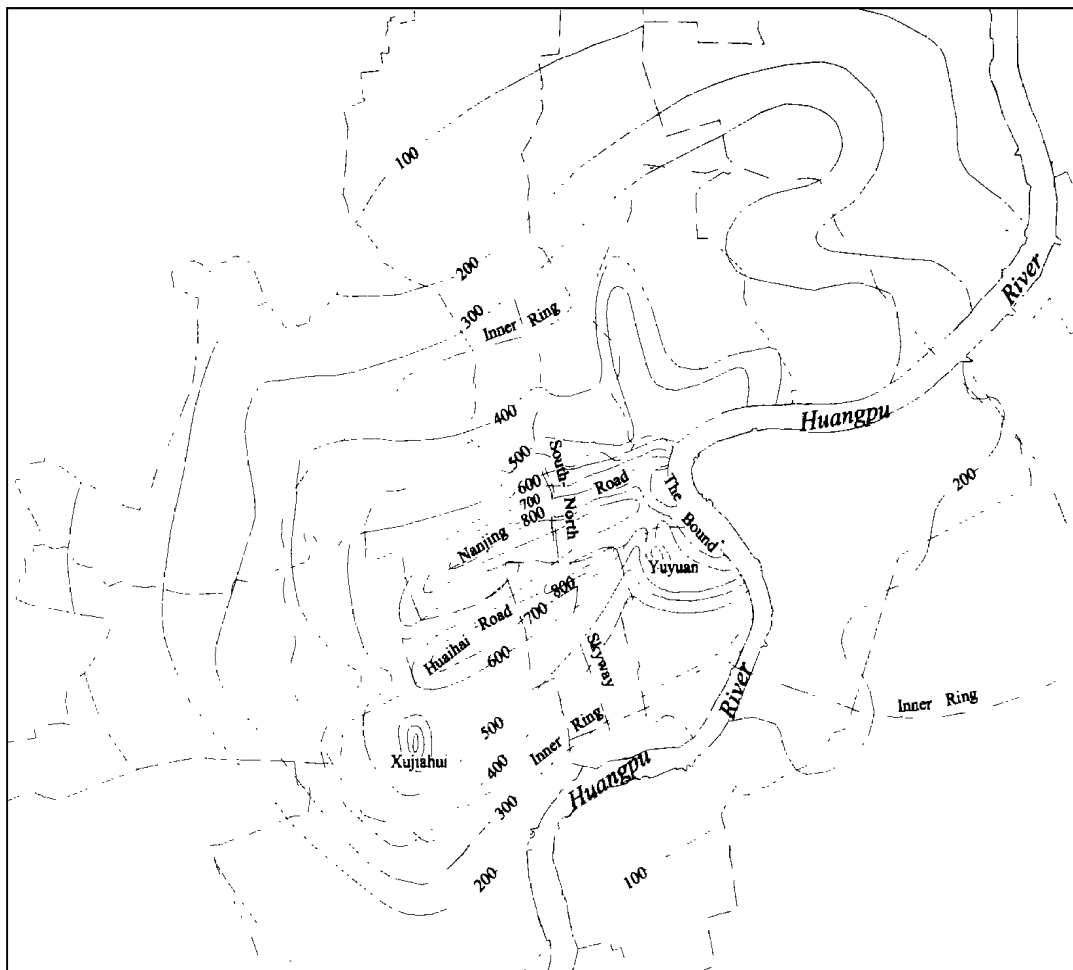 100
200
300
Inner Ring
River
400
Huangpu
500
South-North
600
Road
The
200
700
800
Nanjing
Bound
Yuyuan
800
700
Huaihai Road
600
Skyway
River
Inner Ring
500
Inner Ring
Xujiahui
400
Huangpu
300
200
100